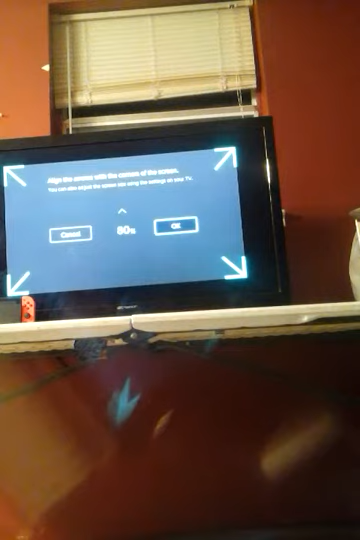 Align the arrows with the corners of the screen.
You can also adjust the screen size using the settings on your TV.
Cancel
80%
OK